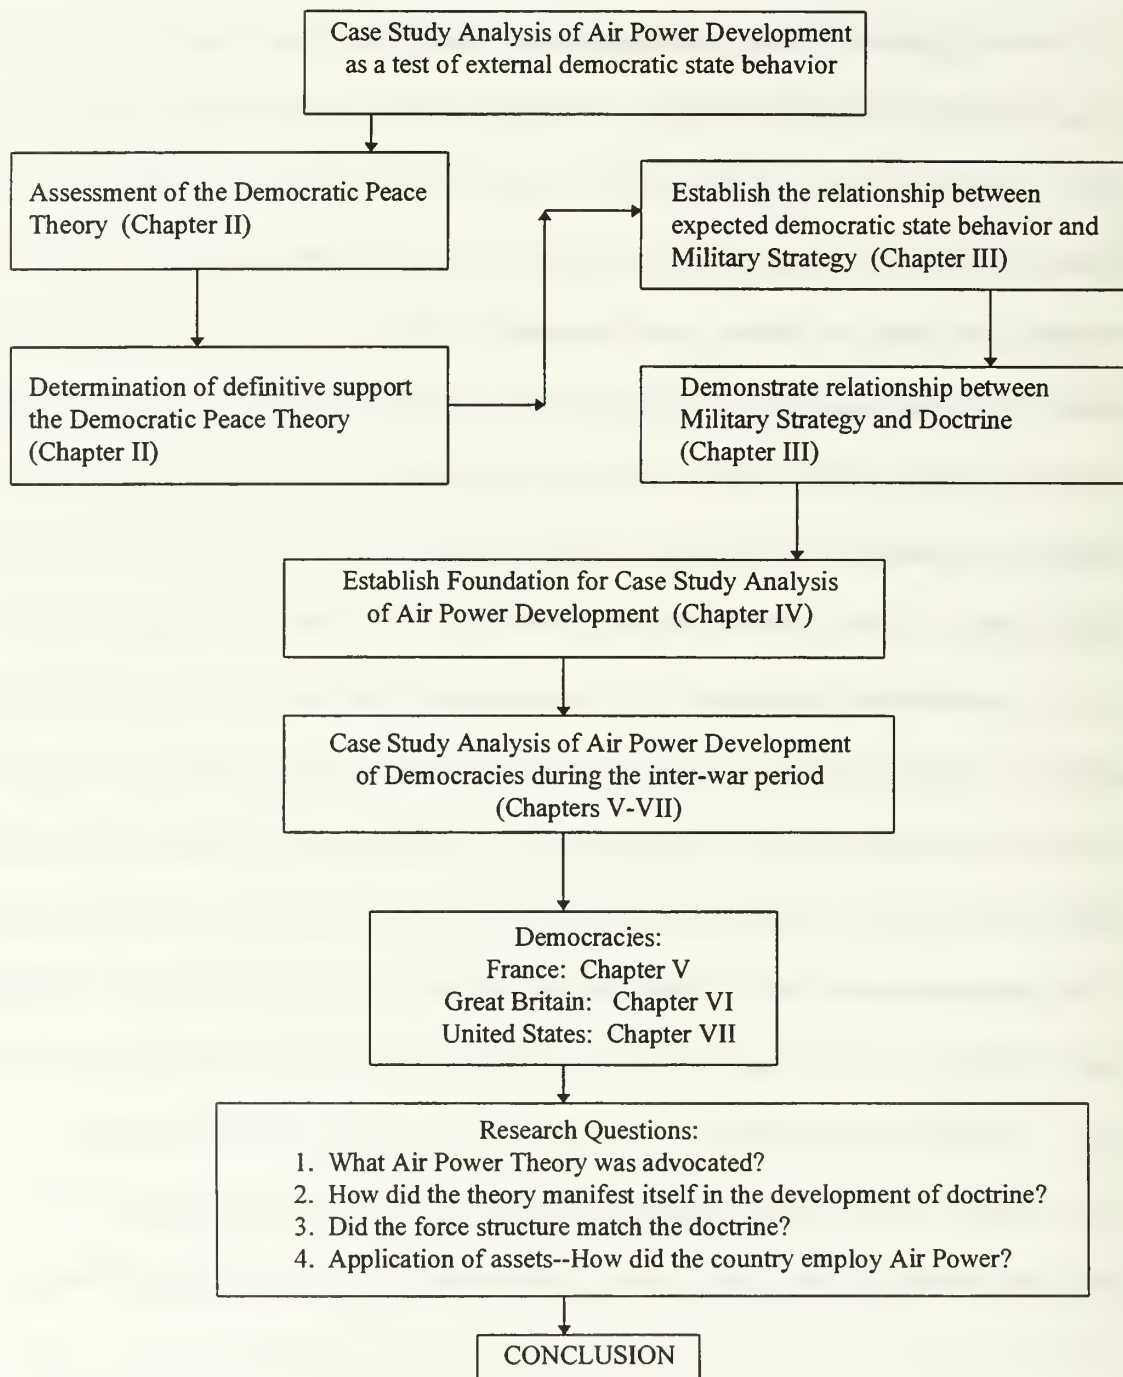 Case Study Analysis of Air Power Development
as a test of external democratic state behavior
Assessment of the Democratic Peace
Theory (Chapter II)
Determination of definitive support
the Democratic Peace Theory
(Chapter II)
Establish the relationship between
expected democratic state behavior and
Military Strategy (Chapter III)
Demonstrate relationship between
Military Strategy and Doctrine
(Chapter III)
Establish Foundation for Case Study Analysis
of Air Power Development (Chapter IV)
Case Study Analysis of Air Power Development
of Democracies during the inter-war period
(Chapters V-VII)
Democracies:
France: Chapter V
Great Britain: Chapter VI
United States: Chapter VII
Research Questions:
1. What Air Power Theory was advocated?
2. How did the theory manifest itself in the development of doctrine?
3. Did the force structure match the doctrine?
4. Application of assets--How did the country employ Air Power?
CONCLUSION